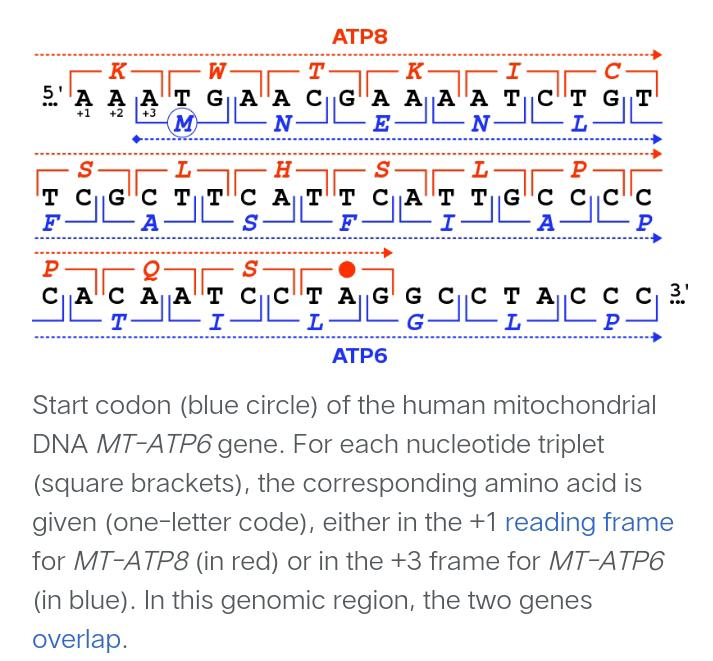 ATP8
K W T K I C
5' ... A A A T G A A C G A A A A T C T G T
+1 +2 +3
M N E N L
S L H S L P
T C G C T T C A T T C A T T G C C C C
F A S F I A P
P Q S
C A C A A T C C T A G G C C T A C C C 3' ...
T I L G L P
ATP6
Start codon (blue circle) of the human mitochondrial
DNA MT-ATP6 gene. For each nucleotide triplet
(square brackets), the corresponding amino acid is
given (one-letter code), either in the +1 reading frame
for MT-ATP8 (in red) or in the +3 frame for MT-ATP6
(in blue). In this genomic region, the two genes
overlap.